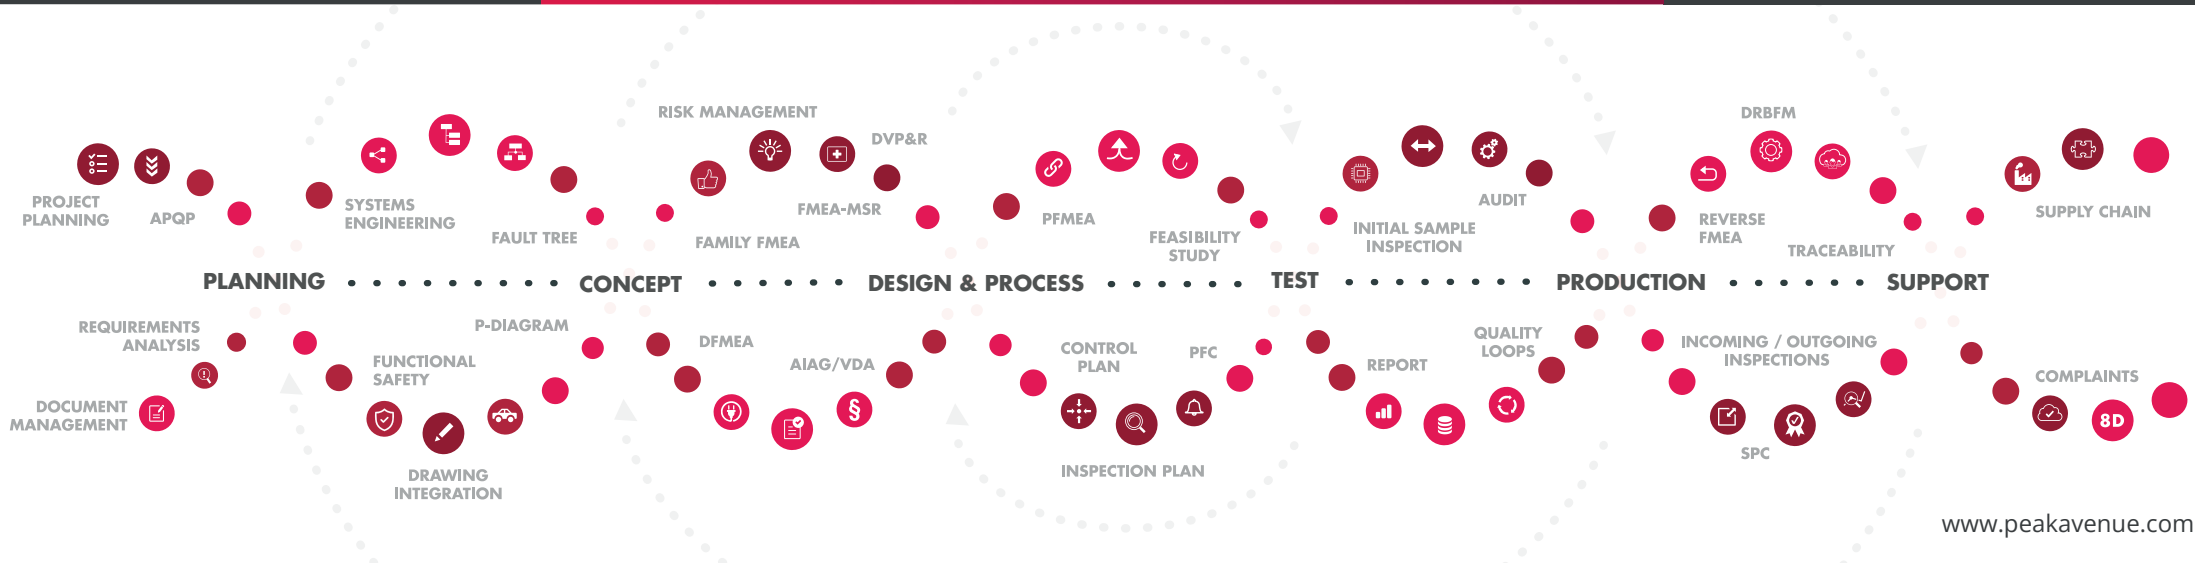 PROJECT
PLANNING
APQP
SYSTEMS
ENGINEERING
FAULT TREE
RISK MANAGEMENT
FAMILY FMEA
FMEA-MSR
DVP&R
PFMEA
FEASIBILITY
STUDY
INITIAL SAMPLE
INSPECTION
AUDIT
REVERSE
FMEA
DRBFM
TRACEABILITY
SUPPLY CHAIN
PLANNING
CONCEPT
DESIGN & PROCESS
TEST
PRODUCTION
SUPPORT
REQUIREMENTS
ANALYSIS
DOCUMENT
MANAGEMENT
FUNCTIONAL
SAFETY
DRAWING
INTEGRATION
P-DIAGRAM
DFMEA
AIAG/VDA
§
CONTROL
PLAN
INSPECTION PLAN
PFC
REPORT
QUALITY
LOOPS
INCOMING / OUTGOING
INSPECTIONS
SPC
COMPLAINTS
8D
www.peakavenue.com